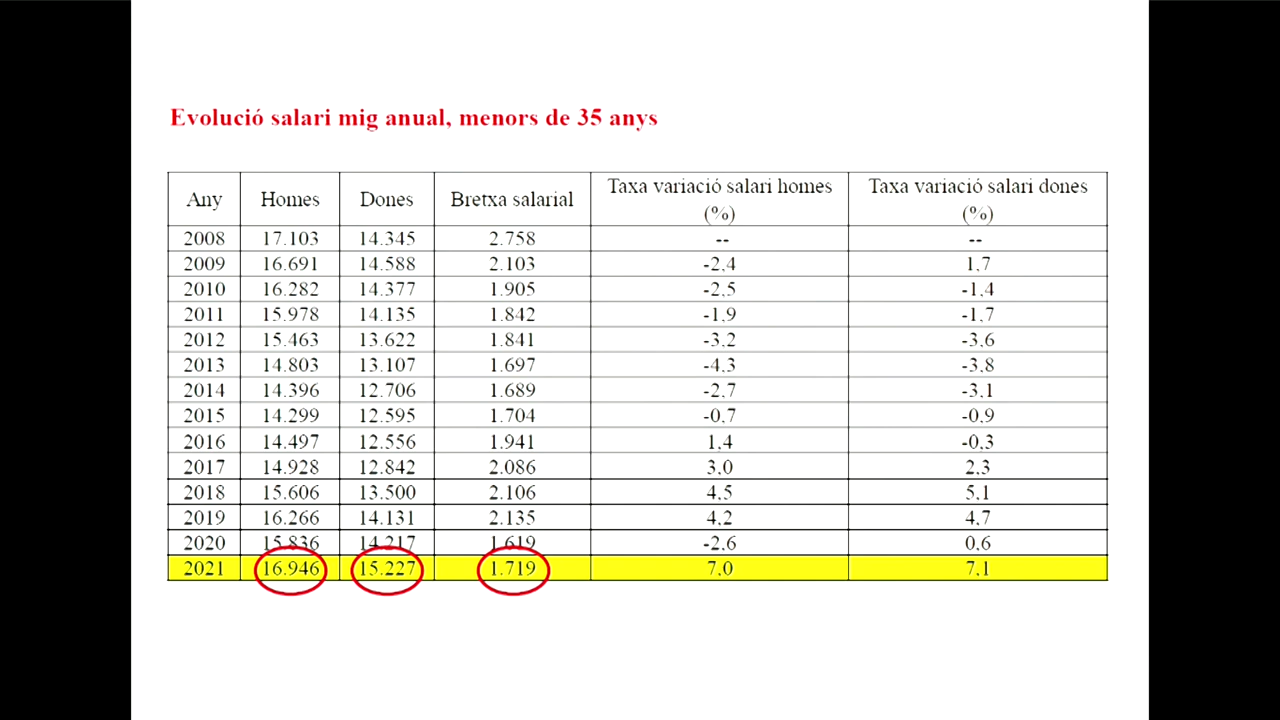 Evolució salari mig anual, menors de 35 anys
Any Homes Dones Bretxa salarial Taxa variació salari homes (%) Taxa variació salari dones (%)
2008 17.103 14.345 2.758 -- --
2009 16.691 14.588 2.103 -2,4 1,7
2010 16.282 14.377 1.905 -2,5 -1,4
2011 15.978 14.135 1.842 -1,9 -1,7
2012 15.463 13.622 1.841 -3,2 -3,6
2013 14.803 13.107 1.697 -4,3 -3,8
2014 14.396 12.706 1.689 -2,7 -3,1
2015 14.299 12.595 1.704 -0,7 -0,9
2016 14.497 12.556 1.941 1,4 -0,3
2017 14.928 12.842 2.086 3,0 2,3
2018 15.606 13.500 2.106 4,5 5,1
2019 16.266 14.131 2.135 4,2 4,7
2020 15.836 14.217 1.619 -2,6 0,6
2021 16.946 15.227 1.719 7,0 7,1